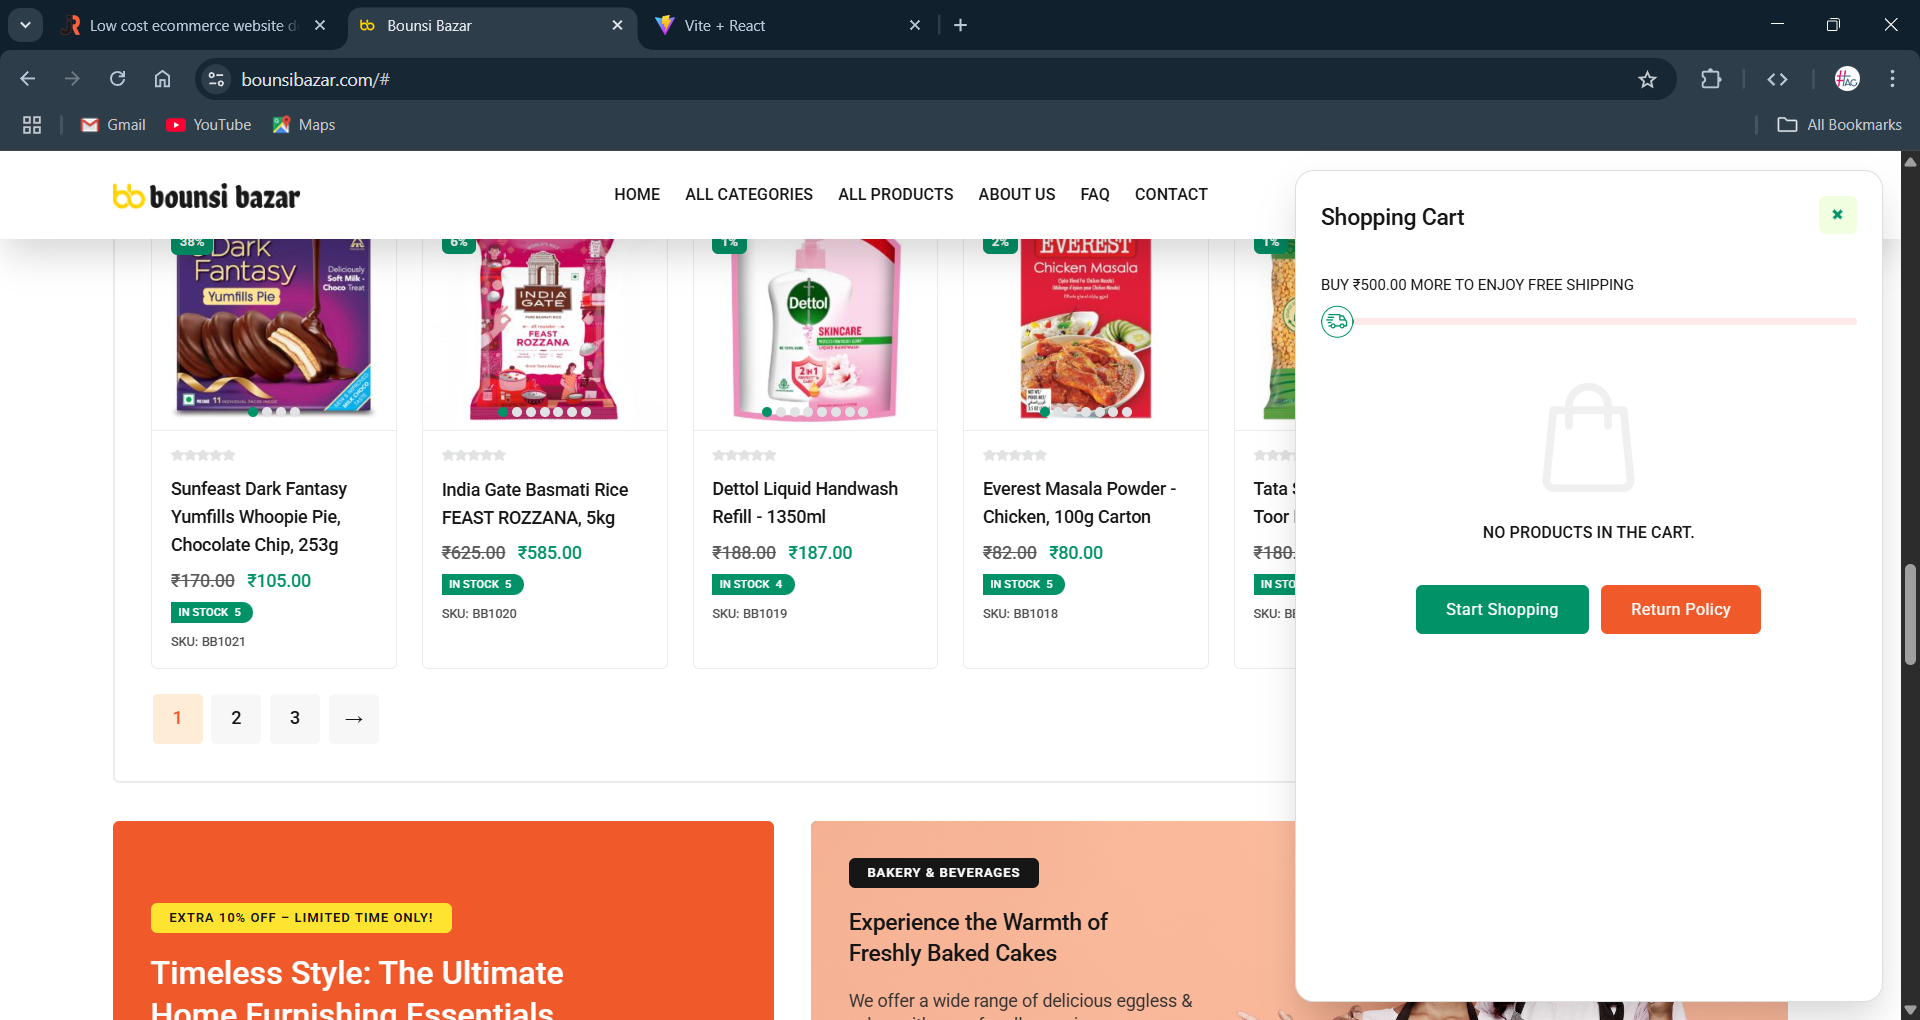 Low cost ecommerce website d
Bounsi Bazar
Vite + React
bounsibazar.com/#
Gmail
YouTube
Maps
All Bookmarks
bb bounsi bazar
HOME
ALL CATEGORIES
ALL PRODUCTS
ABOUT US
FAQ
CONTACT
Shopping Cart
BUY ₹500.00 MORE TO ENJOY FREE SHIPPING
NO PRODUCTS IN THE CART.
Start Shopping
Return Policy
38%
Dark
Fantasy
Yumfills Pie
Deliciously
Soft Milk -
Choco Treat
11
6%
INDIA
GATE
FEAST
ROZZANA
1%
Dettol
SKINCARE
2in1
2%
EVEREST
Chicken Masala
1%
Sunfeast Dark Fantasy
Yumfills Whoopie Pie,
Chocolate Chip, 253g
₹170.00 ₹105.00
IN STOCK 5
SKU: BB1021
India Gate Basmati Rice
FEAST ROZZANA, 5kg
₹625.00 ₹585.00
IN STOCK 5
SKU: BB1020
Dettol Liquid Handwash
Refill - 1350ml
₹188.00 ₹187.00
IN STOCK 4
SKU: BB1019
Everest Masala Powder -
Chicken, 100g Carton
₹82.00 ₹80.00
IN STOCK 5
SKU: BB1018
Tata
Toor
₹180.
IN STO
SKU: BB
1
2
3
→
EXTRA 10% OFF – LIMITED TIME ONLY!
Timeless Style: The Ultimate
Home Furnishing Essentials
BAKERY & BEVERAGES
Experience the Warmth of
Freshly Baked Cakes
We offer a wide range of delicious eggless &